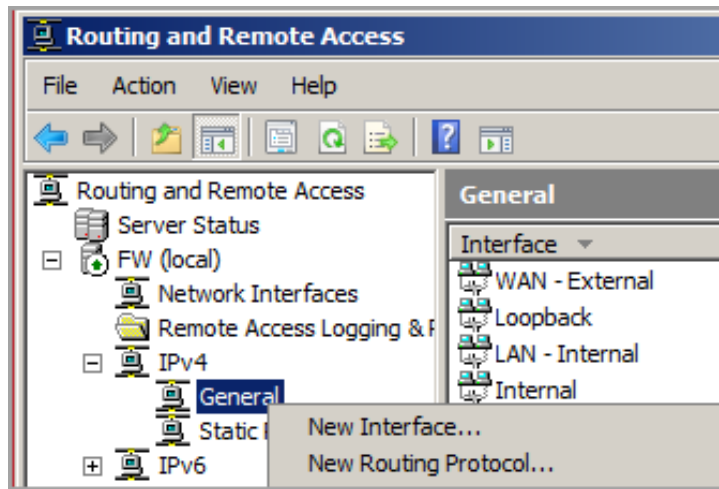 Routing and Remote Access
File Action View Help
Routing and Remote Access
Server Status
FW (local)
Network Interfaces
Remote Access Logging &
IPv4
General
Static
IPv6
General
Interface
WAN - External
Loopback
LAN - Internal
Internal
New Interface...
New Routing Protocol...